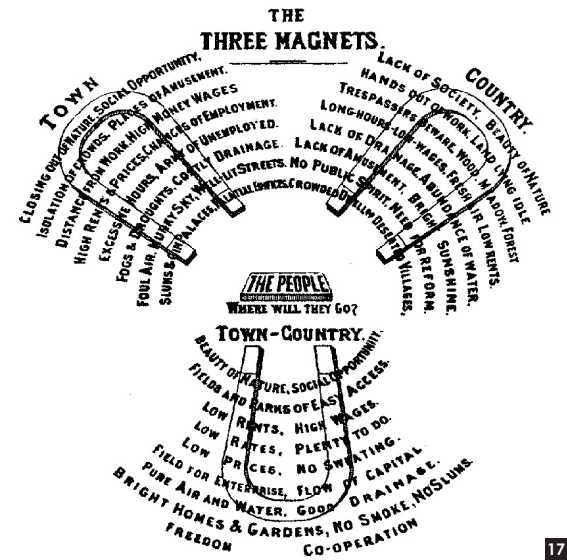 THE
THREE MAGNETS.
TOWN
CLOSING OUT OF NATURE. SOCIAL OPPORTUNITY.
ISOLATION OF CROWDS. PLACES OF AMUSEMENT.
DISTANCE FROM WORK. HIGH MONEY WAGES
HIGH RENTS & PRICES. CHANCES OF EMPLOYMENT.
EXCESSIVE HOURS. ARMY OF UNEMPLOYED.
FOGS & DROUGHTS. COSTLY DRAINAGE.
FOUL AIR. MURKY SKY. WELL-LIT STREETS.
SLUMS & GIN PALACES. EDIFICES.
COUNTRY.
LACK OF SOCIETY. BEAUTY OF NATURE
HANDS OUT OF WORK. LAND LYING IDLE
TRESPASSERS BEWARE. WOOD, MEADOW, FOREST
LONG-HOURS-LOW-WAGES. FRESH AIR LOW RENTS.
LACK OF DRAINAGE. ABUNDANCE OF WATER.
LACK OF AMUSEMENT. BRIGHT SUNSHINE.
NO PUBLIC SPIRIT. NEED FOR REFORM.
CROWDED DESERTED VILLAGES,
THE PEOPLE
WHERE WILL THEY GO?
TOWN-COUNTRY.
BEAUTY OF NATURE, SOCIAL OPPORTUNITY.
FIELDS AND PARKS OF EASY ACCESS.
LOW RENTS, HIGH WAGES.
LOW RATES, PLENTY TO DO.
LOW PRICES, NO SWEATING.
FIELD FOR ENTERPRISE, FLOW OF CAPITAL
PURE AIR AND WATER, GOOD DRAINAGE.
BRIGHT HOMES & GARDENS, NO SMOKE, NO SLUMS.
FREEDOM CO-OPERATION
17